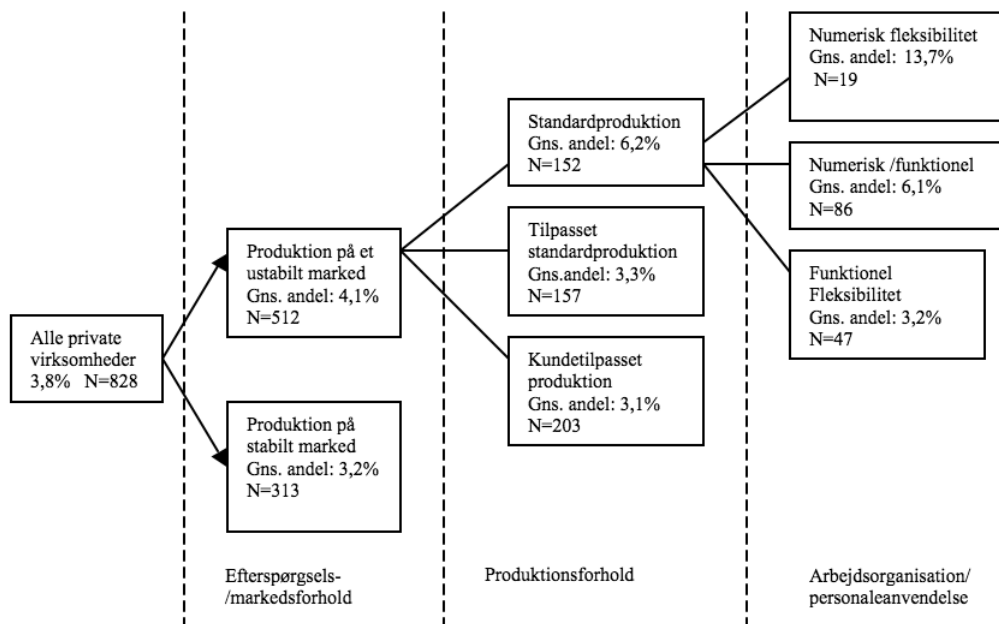 Alle private
virksomheder
3,8% N=828
Produktion på et
ustabilt marked
Gns. andel: 4,1%
N=512
Produktion på
stabilt marked
Gns. andel: 3,2%
N=313
Efterspørgsels-
/markedsforhold
Standardproduktion
Gns. andel: 6,2%
N=152
Tilpasset
standardproduktion
Gns.andel: 3,3%
N=157
Kundetilpasset
produktion
Gns. andel: 3,1%
N=203
Produktionsforhold
Numerisk fleksibilitet
Gns. andel: 13,7%
N=19
Numerisk /funktionel
Gns. andel: 6,1%
N=86
Funktionel
Fleksibilitet
Gns. andel: 3,2%
N=47
Arbejdsorganisation/
personaleanvendelse